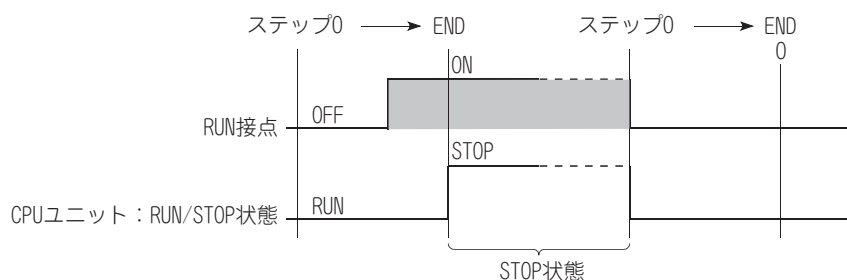 ステップ0 → END ステップ0 → END
0
ON
RUN接点 OFF
STOP
CPUユニット：RUN/STOP状態 RUN
STOP状態